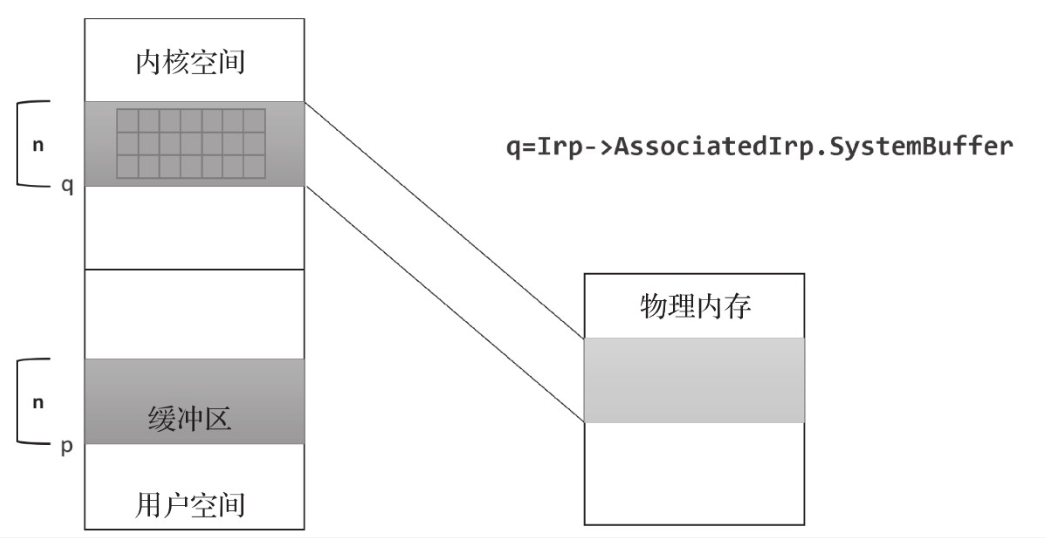 内核空间
n
q
q=Irp->AssociatedIrp.SystemBuffer
物理内存
n
缓冲区
p
用户空间